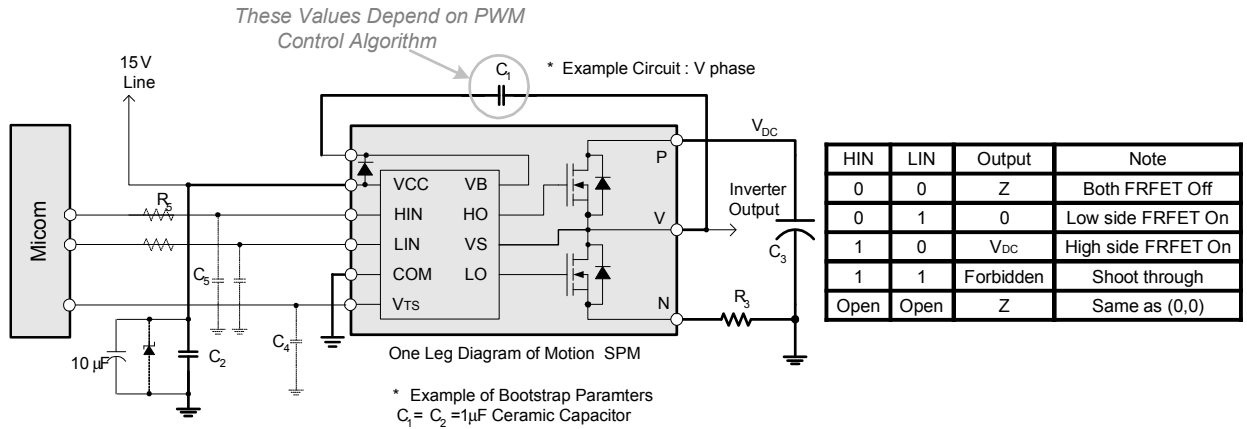 These Values Depend on PWM
Control Algorithm
15 V
Line
C1
* Example Circuit : V phase
VDC
P
Micom
R5
VCC
VB
HIN
HO
LIN
VS
COM
LO
VTS
V
N
Inverter
Output
C3
R3
C5
C4
10 µF
C2
One Leg Diagram of Motion SPM
* Example of Bootstrap Paramters
C1= C2 =1µF Ceramic Capacitor
HIN LIN Output Note
0 0 Z Both FRFET Off
0 1 0 Low side FRFET On
1 0 VDC High side FRFET On
1 1 Forbidden Shoot through
Open Open Z Same as (0,0)